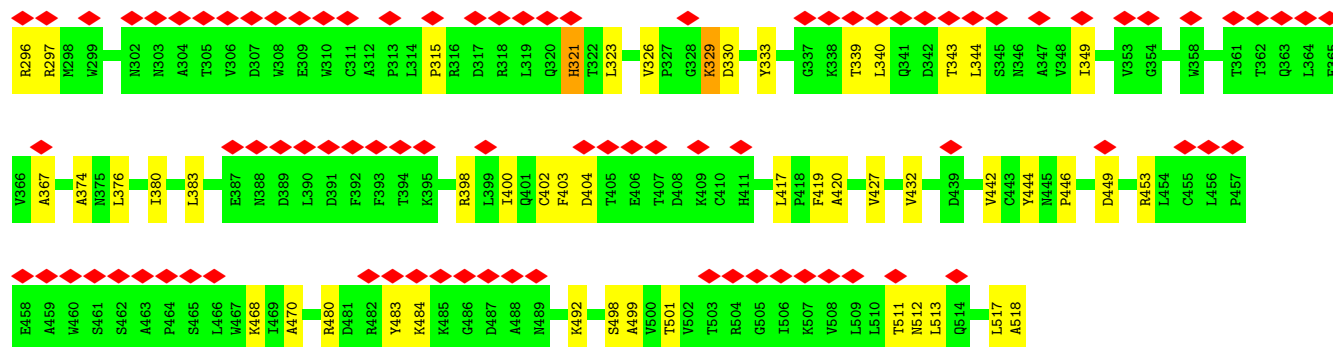 R296 R297 M298 W299 N302 N303 A304 T305 V306 D307 W308 E309 W310 C311 A312 P313 L314 P315 R316 D317 R318 L319 Q320 H321 T322 L323 V326 P327 G328 K329 D330 Y333 G337 K338 T339 L340 Q341 D342 T343 L344 S345 N346 A347 V348 I349 V353 G354 W358 T361 T362 Q363 L364 E365
V366 A367 A374 N375 L376 I380 L383 E387 N388 D389 L390 D391 F392 F393 T394 K395 R398 L399 I400 Q401 C402 F403 D404 T405 E406 T407 D408 K409 C410 H411 L417 P418 F419 A420 V427 V432 D439 V442 C443 Y444 N445 P446 D449 R453 L454 C455 L456 P457
E458 A459 W460 S461 S462 A463 P464 S465 L466 W467 K468 I469 A470 R480 D481 R482 Y483 K484 K485 G486 D487 A488 N489 K492 S498 A499 V500 T501 V502 T503 R504 G505 I506 K507 V508 L509 L510 T511 N512 L513 Q514 L517 A518